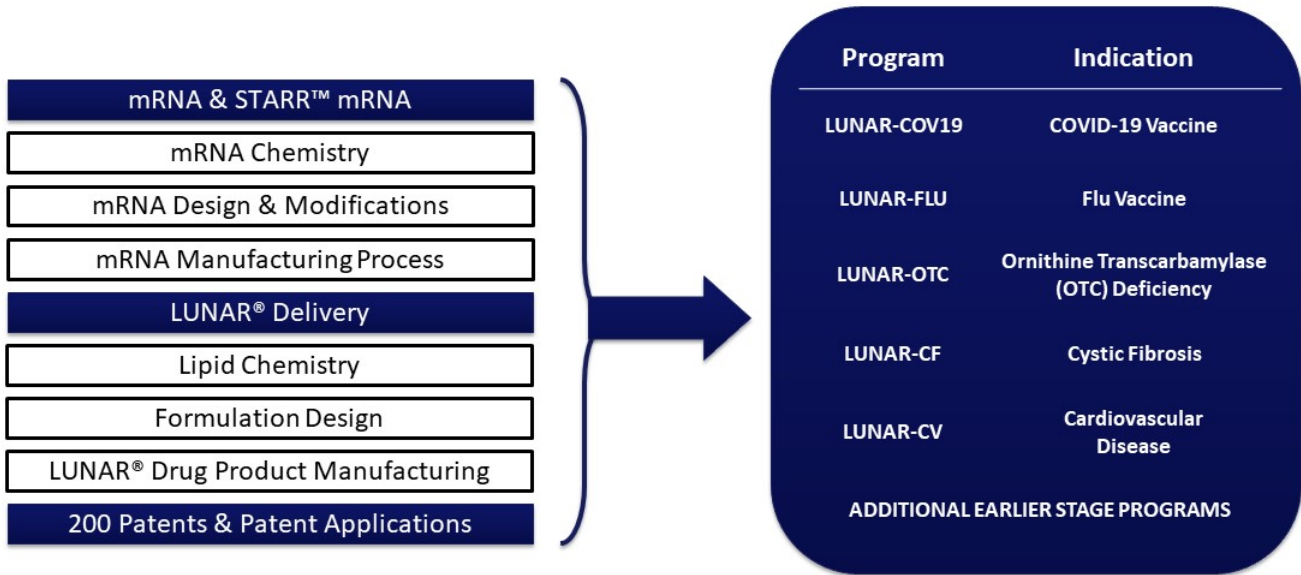 mRNA & STARR™ mRNA
mRNA Chemistry
mRNA Design & Modifications
mRNA Manufacturing Process
LUNAR® Delivery
Lipid Chemistry
Formulation Design
LUNAR® Drug Product Manufacturing
200 Patents & Patent Applications
Program Indication
LUNAR-COV19 COVID-19 Vaccine
LUNAR-FLU Flu Vaccine
LUNAR-OTC Ornithine Transcarbamylase
(OTC) Deficiency
LUNAR-CF Cystic Fibrosis
LUNAR-CV Cardiovascular
Disease
ADDITIONAL EARLIER STAGE PROGRAMS